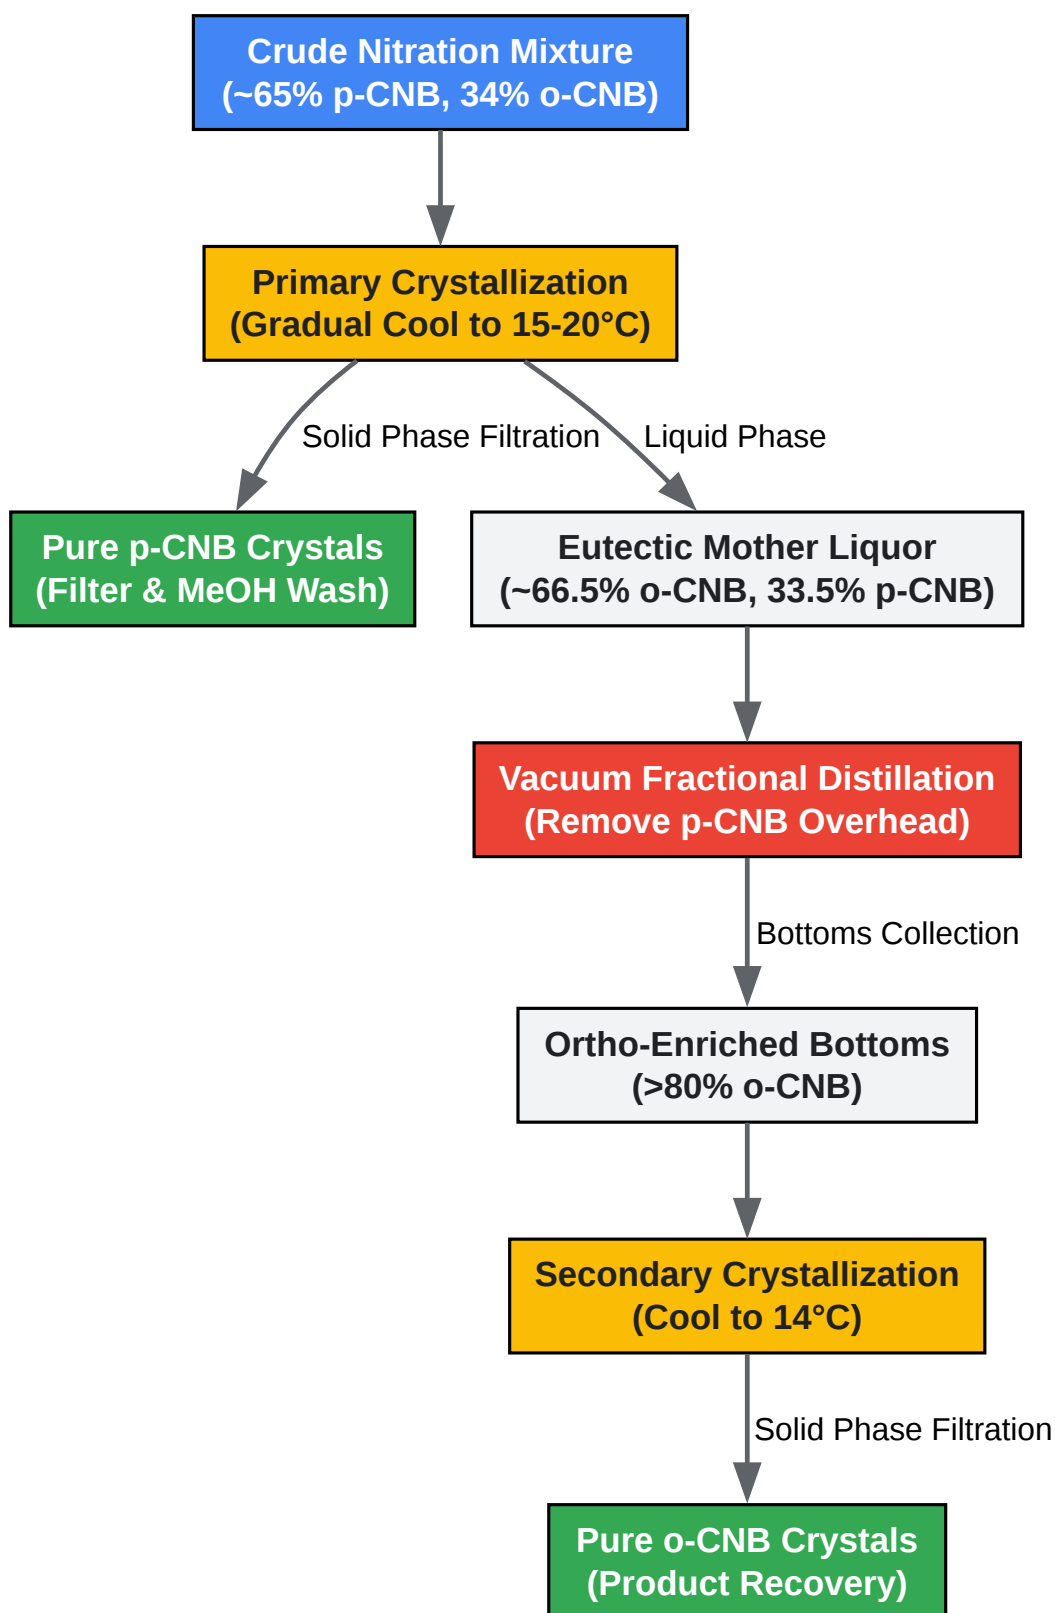 Crude Nitration Mixture
(~65% p-CNB, 34% o-CNB)
Primary Crystallization
(Gradual Cool to 15-20°C)
Solid Phase Filtration
Liquid Phase
Pure p-CNB Crystals
(Filter & MeOH Wash)
Eutectic Mother Liquor
(~66.5% o-CNB, 33.5% p-CNB)
Vacuum Fractional Distillation
(Remove p-CNB Overhead)
Bottoms Collection
Ortho-Enriched Bottoms
(>80% o-CNB)
Secondary Crystallization
(Cool to 14°C)
Solid Phase Filtration
Pure o-CNB Crystals
(Product Recovery)